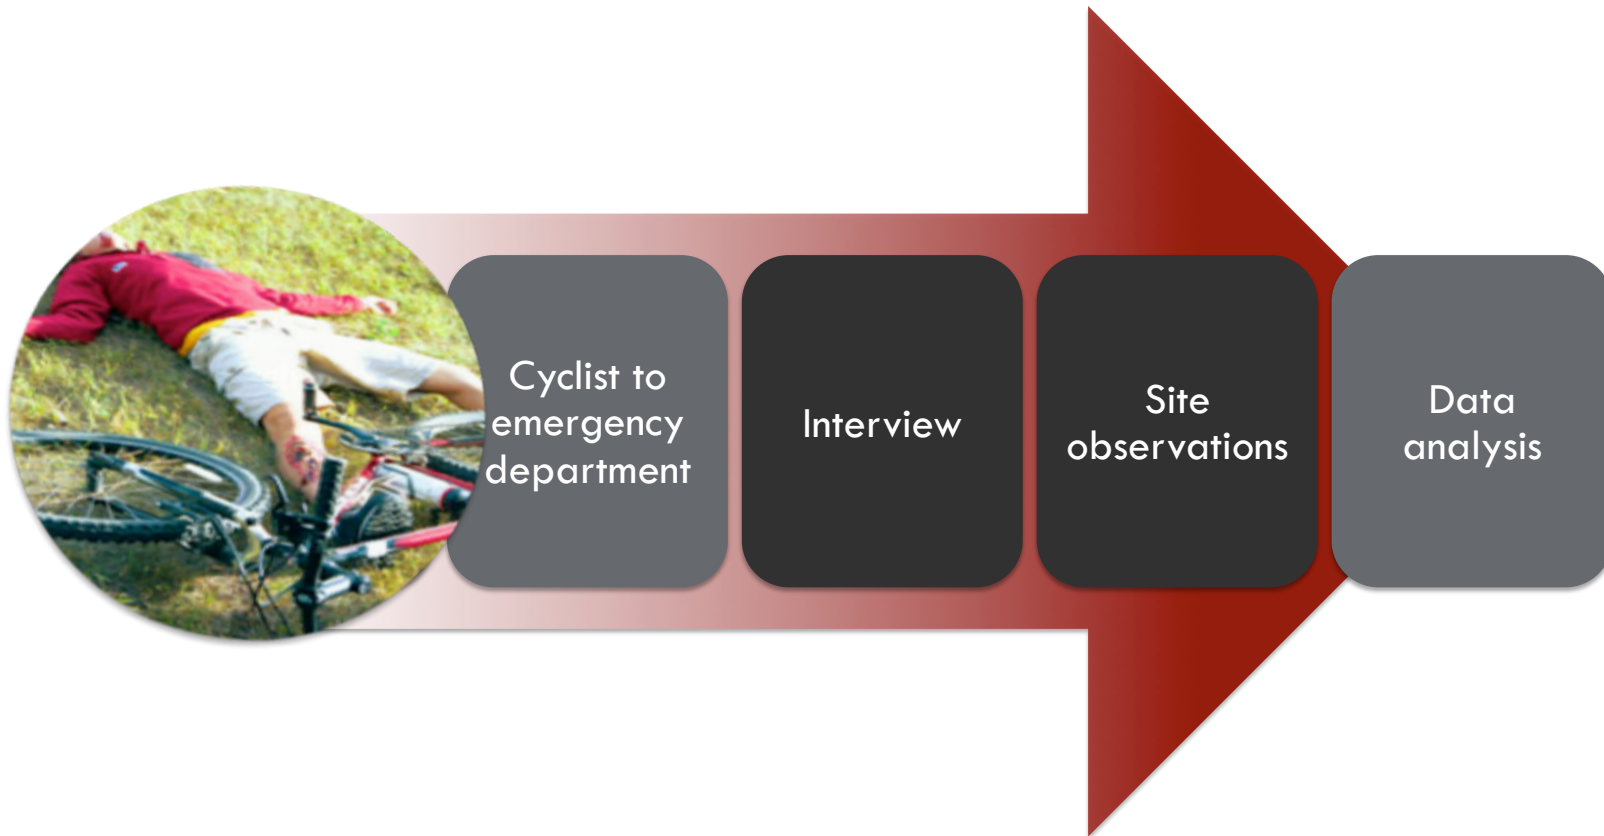 Cyclist to
emergency
department
Interview
Site
observations
Data
analysis